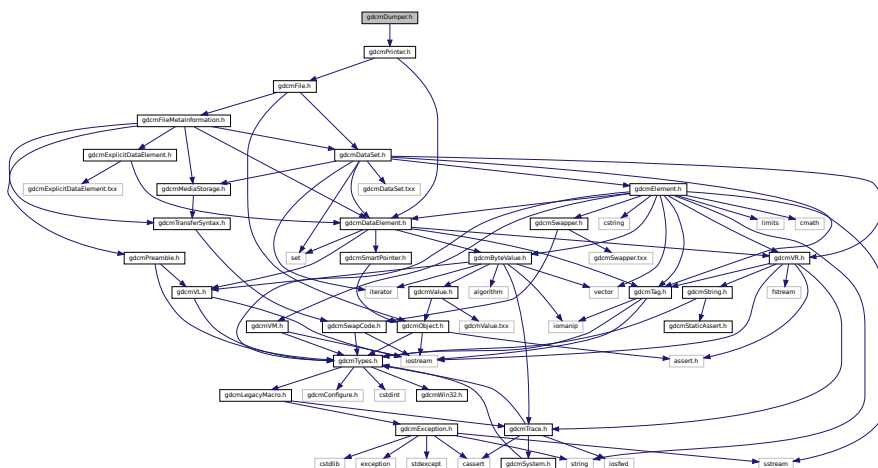 gdcmDumper.h
gdcmPrinter.h
gdcmFile.h
gdcmFileMetaInformation.h
gdcmExplicitDataElement.h
gdcmDataSet.h
gdcmExplicitDataElement.txx
gdcmMediaStorage.h
gdcmDataSet.txx
gdcmElement.h
gdcmTransferSyntax.h
gdcmDataElement.h
gdcmSwapper.h
cstring
limits
cmath
gdcmPreamble.h
set
gdcmSmartPointer.h
gdcmByteValue.h
gdcmSwapper.txx
gdcmVR.h
gdcmVL.h
iterator
gdcmValue.h
algorithm
vector
gdcmTag.h
gdcmString.h
fstream
gdcmVM.h
gdcmSwapCode.h
gdcmObject.h
gdcmValue.txx
iomanip
gdcmStaticAssert.h
gdcmTypes.h
iostream
assert.h
gdcmLegacyMacro.h
gdcmConfigure.h
cstdint
gdcmWin32.h
gdcmException.h
gdcmTrace.h
cstdlib
exception
stdexcept
cassert
gdcmSystem.h
string
iosfwd
sstream